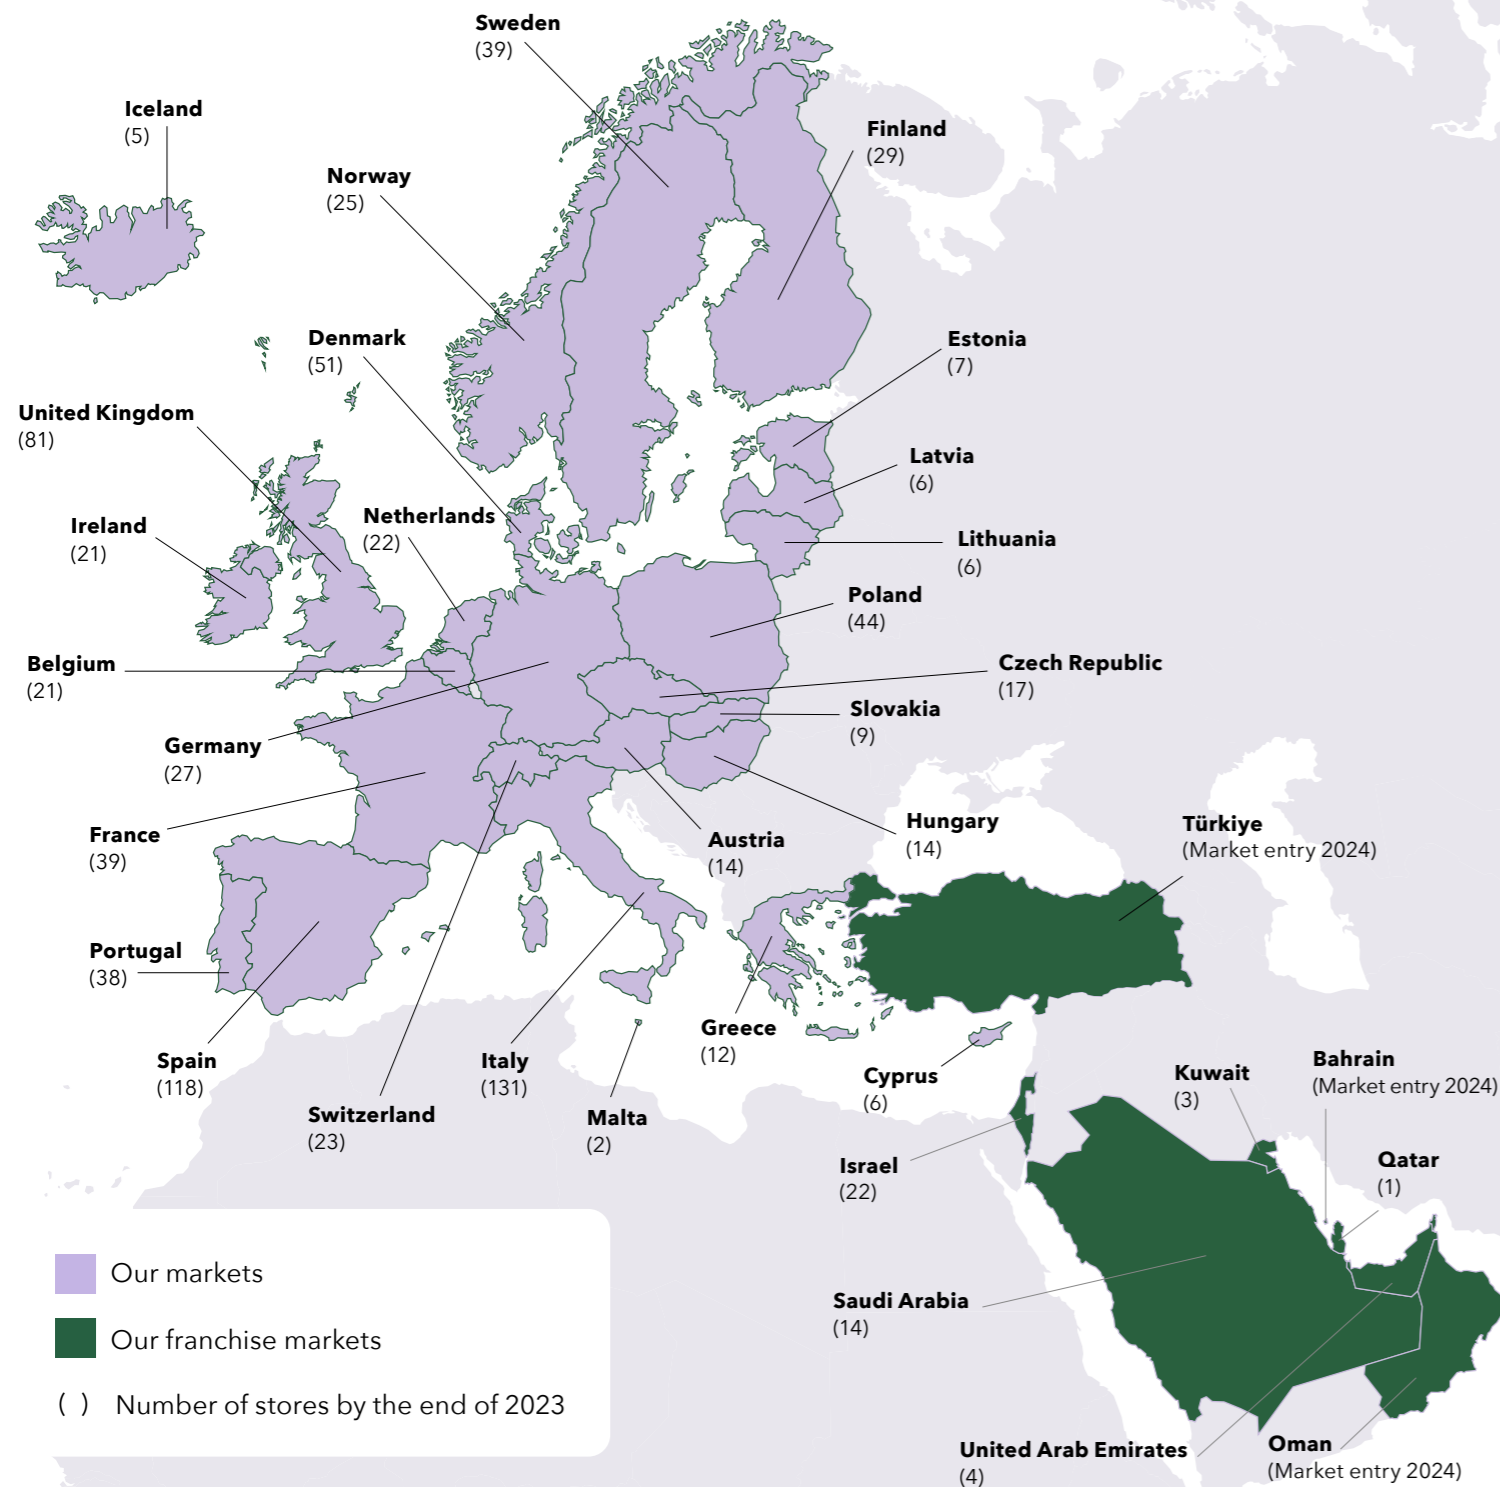 Sweden
(39)
Iceland
(5)
Finland
(29)
Norway
(25)
Denmark
(51)
Estonia
(7)
United Kingdom
(81)
Latvia
(6)
Ireland
(21)
Netherlands
(22)
Lithuania
(6)
Poland
(44)
Belgium
(21)
Czech Republic
(17)
Slovakia
(9)
Germany
(27)
France
(39)
Austria
(14)
Hungary
(14)
Türkiye
(Market entry 2024)
Portugal
(38)
Spain
(118)
Switzerland
(23)
Italy
(131)
Malta
(2)
Greece
(12)
Cyprus
(6)
Kuwait
(3)
Bahrain
(Market entry 2024)
Israel
(22)
Qatar
(1)
Saudi Arabia
(14)
United Arab Emirates
(4)
Oman
(Market entry 2024)
Our markets
Our franchise markets
( ) Number of stores by the end of 2023